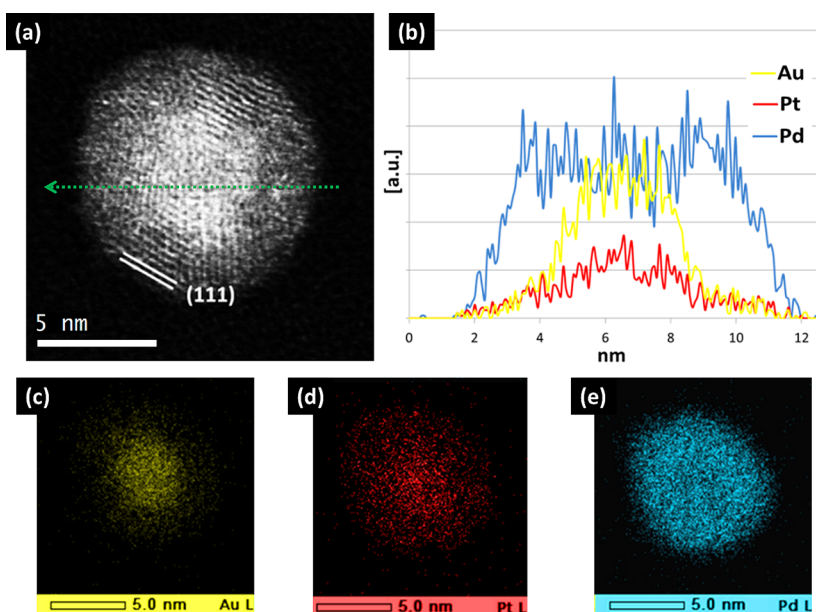 (a)
(111)
5 nm
(b)
Au
Pt
Pd
[a.u.]
0 2 4 6 8 10 12
nm
(c)
5.0 nm Au L
(d)
5.0 nm Pt L
(e)
5.0 nm Pd L